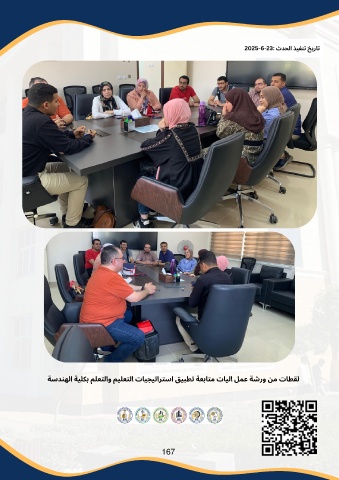 تاريخ تنفيذ الحدث :23-6-2025
لقطات من ورشة عمل اليات متابعة تطبيق استراتيجيات التعليم والتعلم بكلية الهندسة
167